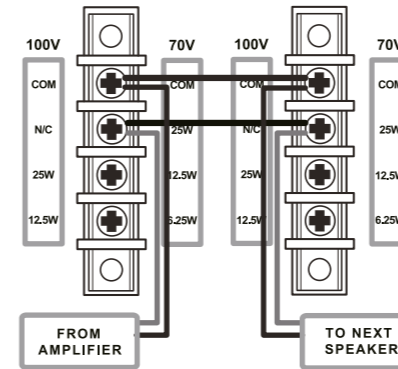 100V
70V
100V
70V
COM
COM
COM
COM
N/C
25W
N/C
25W
25W
12.5W
25W
12.5W
12.5W
6.25W
12.5W
6.25W
FROM
AMPLIFIER
TO NEXT
SPEAKER